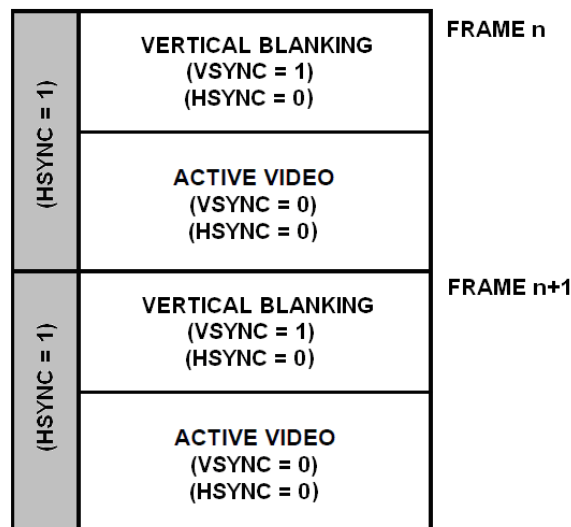 FRAME n
(HSYNC = 1)
VERTICAL BLANKING
(VSYNC = 1)
(HSYNC = 0)
ACTIVE VIDEO
(VSYNC = 0)
(HSYNC = 0)
FRAME n+1
(HSYNC = 1)
VERTICAL BLANKING
(VSYNC = 1)
(HSYNC = 0)
ACTIVE VIDEO
(VSYNC = 0)
(HSYNC = 0)